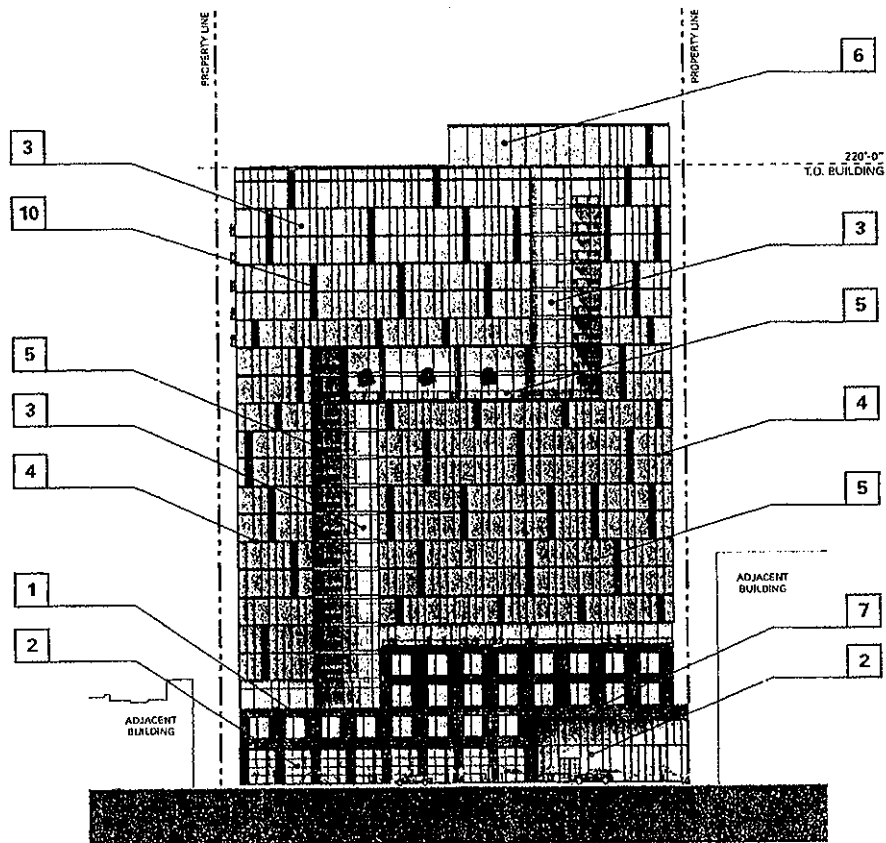 PROPERTY LINE
PROPERTY LINE
6
220'-0"
T.O. BUILDING
3
10
3
5
5
3
4
4
5
1
2
ADJACENT
BUILDING
7
2
ADJACENT
BUILDING